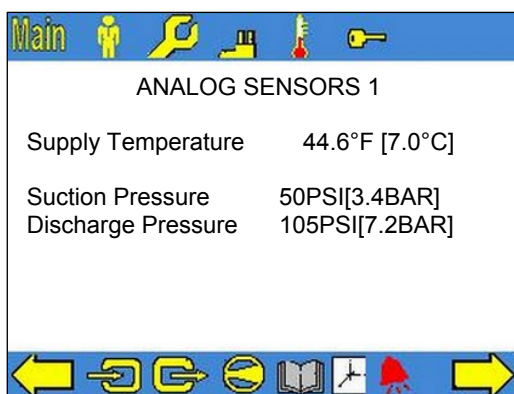 Main
ANALOG SENSORS 1
Supply Temperature 44.6°F [7.0°C]
Suction Pressure 50PSI[3.4BAR]
Discharge Pressure 105PSI[7.2BAR]